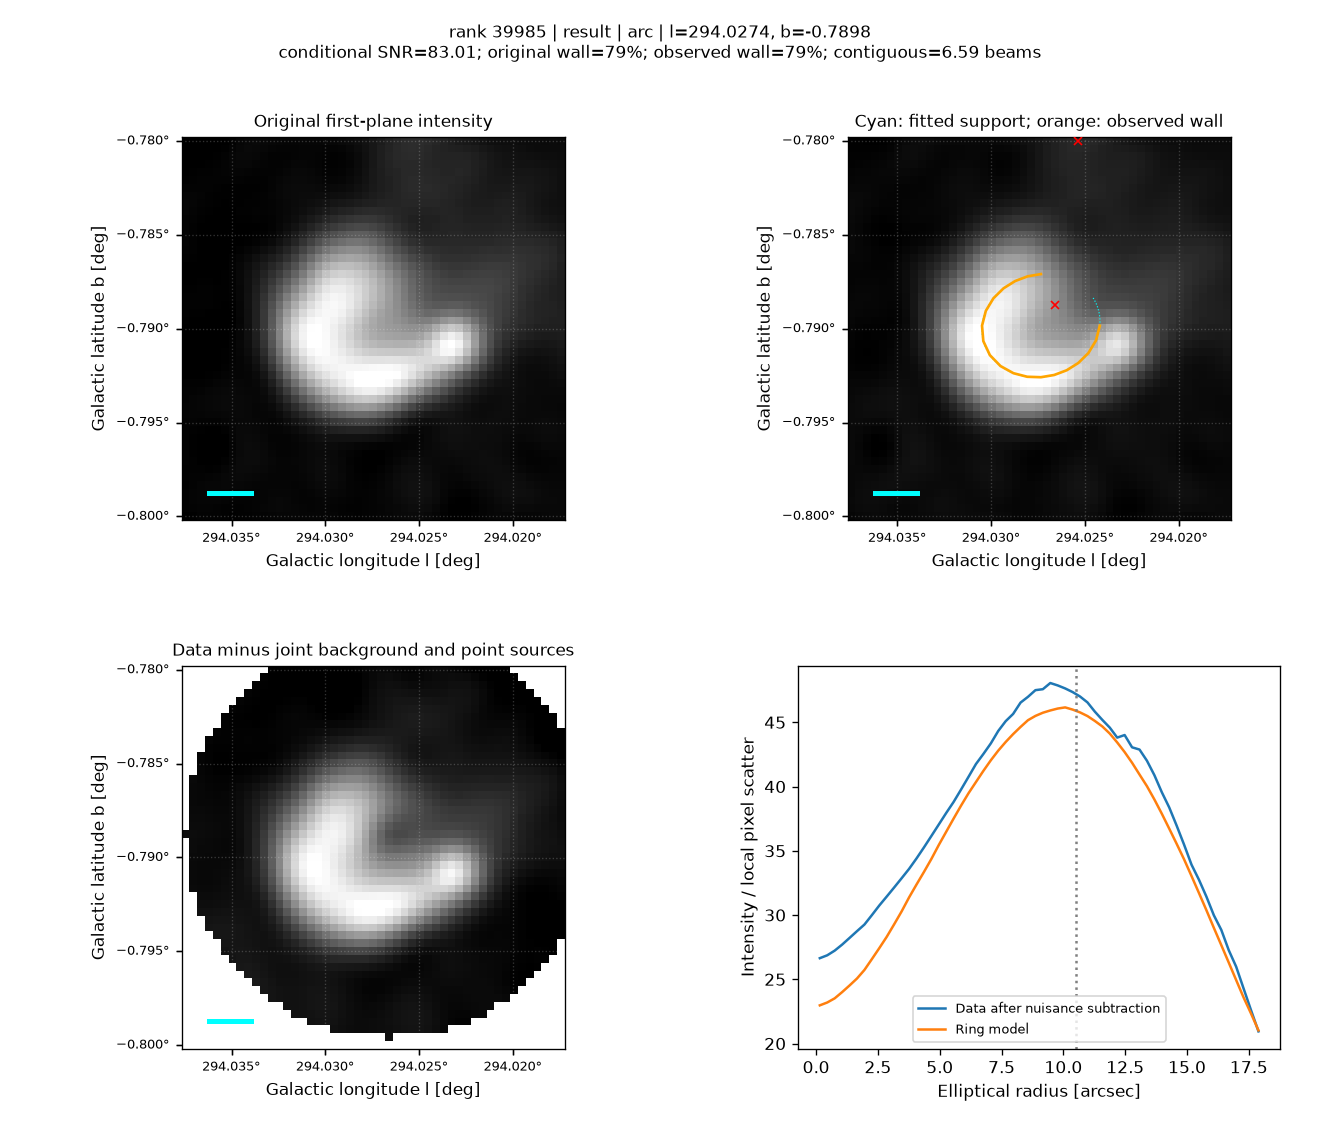 rank 39985 | result | arc | l=294.0274, b=-0.7898
conditional SNR=83.01; original wall=79%; observed wall=79%; contiguous=6.59 beams
Original first-plane intensity
−0.780°
−0.785°
−0.790°
−0.795°
−0.800°
294.035°
294.030°
294.025°
294.020°
Galactic longitude l [deg]
Galactic latitude b [deg]
Cyan: fitted support; orange: observed wall
−0.780°
−0.785°
−0.790°
−0.795°
−0.800°
294.035°
294.030°
294.025°
294.020°
Galactic longitude l [deg]
Galactic latitude b [deg]
Data minus joint background and point sources
−0.780°
−0.785°
−0.790°
−0.795°
−0.800°
294.035°
294.030°
294.025°
294.020°
Galactic longitude l [deg]
Galactic latitude b [deg]
45
40
35
30
25
20
0.0
2.5
5.0
7.5
10.0
12.5
15.0
17.5
Elliptical radius [arcsec]
Intensity / local pixel scatter
Data after nuisance subtraction
Ring model